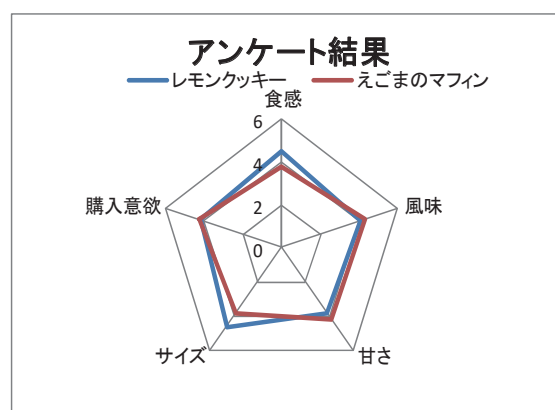 アンケート結果
レモンクッキー えごまのマフィン
食感
6
4
風味
購入意欲
2
0
サイズ
甘さ